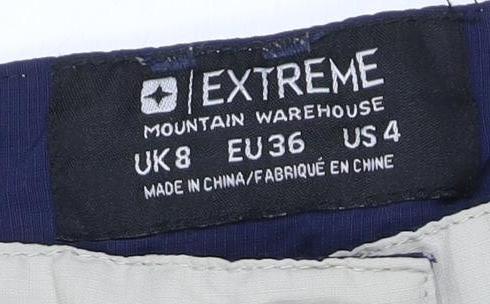 EXTREME
MOUNTAIN WAREHOUSE
UK 8 EU 36 US 4
MADE IN CHINA/FABRIQUÉ EN CHINE